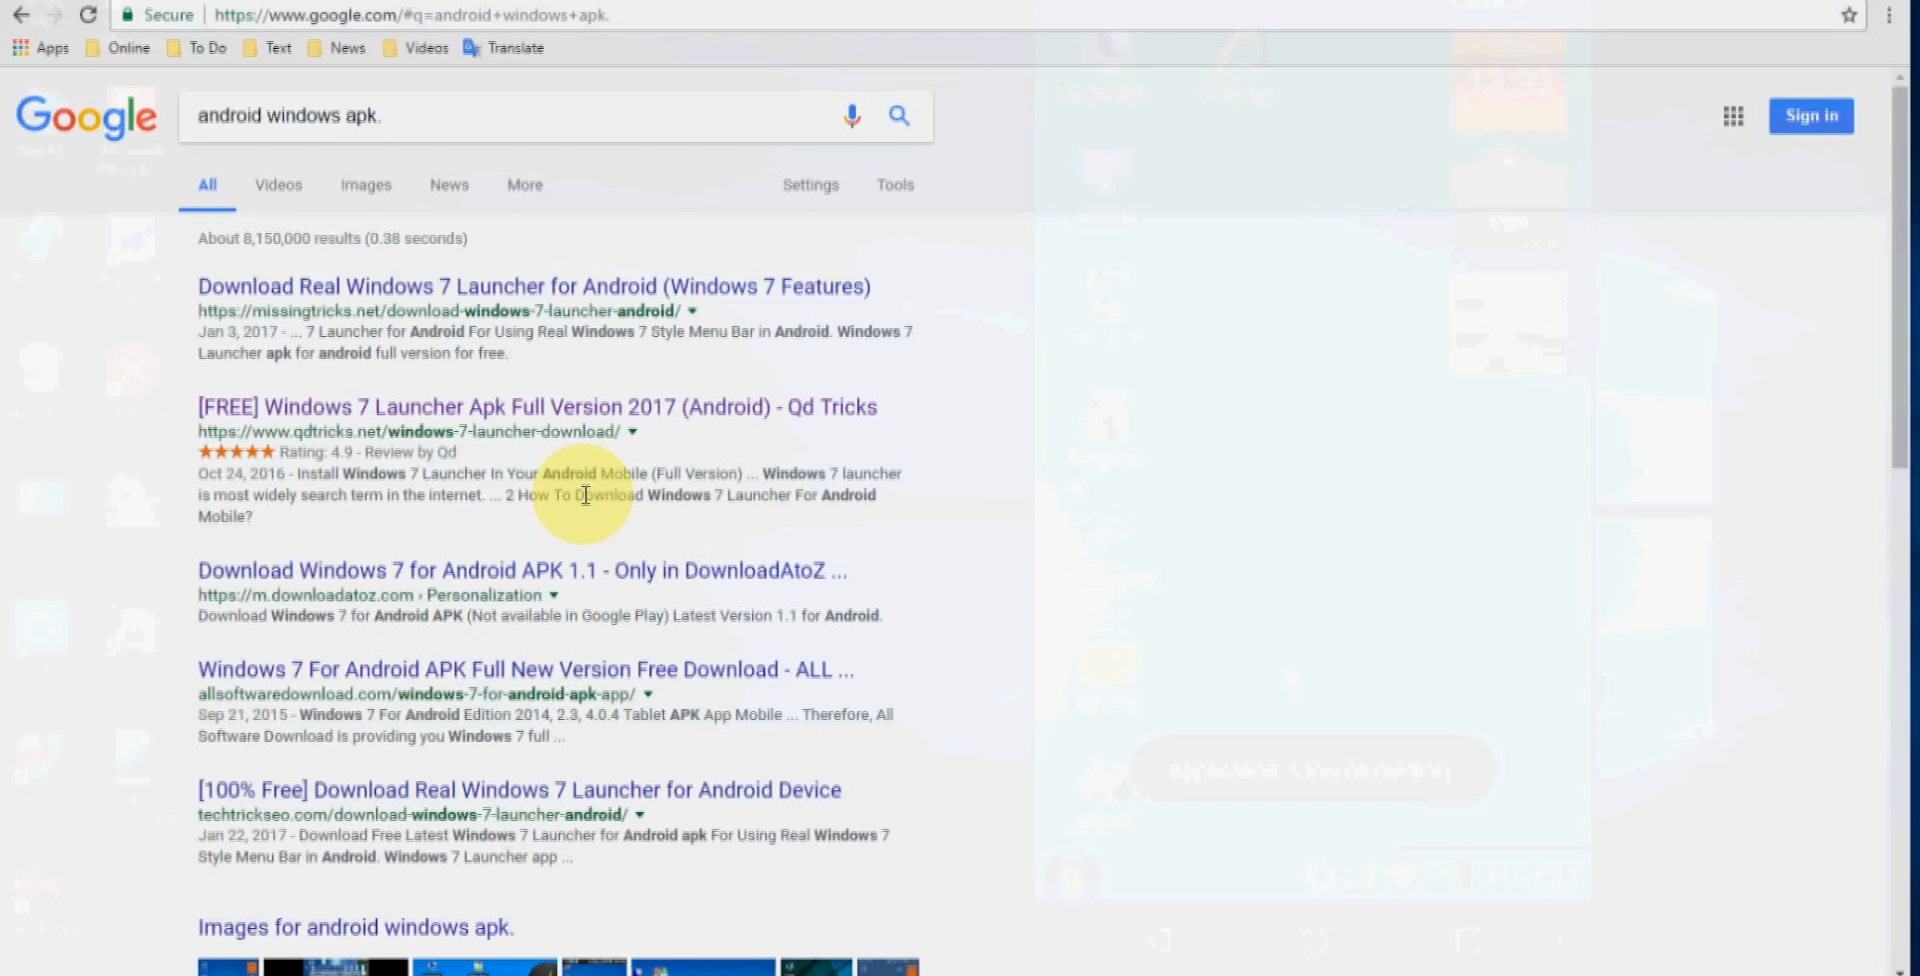 Secure https://www.google.com/#q=android+windows+apk.
Apps Online To Do Text News Videos Translate
Google android windows apk. Sign in
All Videos Images News More Settings Tools
About 8,150,000 results (0.38 seconds)
Download Real Windows 7 Launcher for Android (Windows 7 Features)
https://missingtricks.net/download-windows-7-launcher-android/
Jan 3, 2017 - ... 7 Launcher for Android For Using Real Windows 7 Style Menu Bar in Android. Windows 7
Launcher apk for android full version for free.
[FREE] Windows 7 Launcher Apk Full Version 2017 (Android) - Qd Tricks
https://www.qdtricks.net/windows-7-launcher-download/
Rating: 4.9 - Review by Qd
Oct 24, 2016 - Install Windows 7 Launcher In Your Android Mobile (Full Version) ... Windows 7 launcher
is most widely search term in the internet. ... 2 How To Download Windows 7 Launcher For Android
Mobile?
Download Windows 7 for Android APK 1.1 - Only in DownloadAtoZ ...
https://m.downloadatoz.com › Personalization
Download Windows 7 for Android APK (Not available in Google Play) Latest Version 1.1 for Android.
Windows 7 For Android APK Full New Version Free Download - ALL ...
allsoftwaredownload.com/windows-7-for-android-apk-app/
Sep 21, 2015 - Windows 7 For Android Edition 2014, 2.3, 4.0.4 Tablet APK App Mobile ... Therefore, All
Software Download is providing you Windows 7 full ...
[100% Free] Download Real Windows 7 Launcher for Android Device
techtrickseo.com/download-windows-7-launcher-android/
Jan 22, 2017 - Download Free Latest Windows 7 Launcher for Android apk For Using Real Windows 7
Style Menu Bar in Android. Windows 7 Launcher app ...
Images for android windows apk.